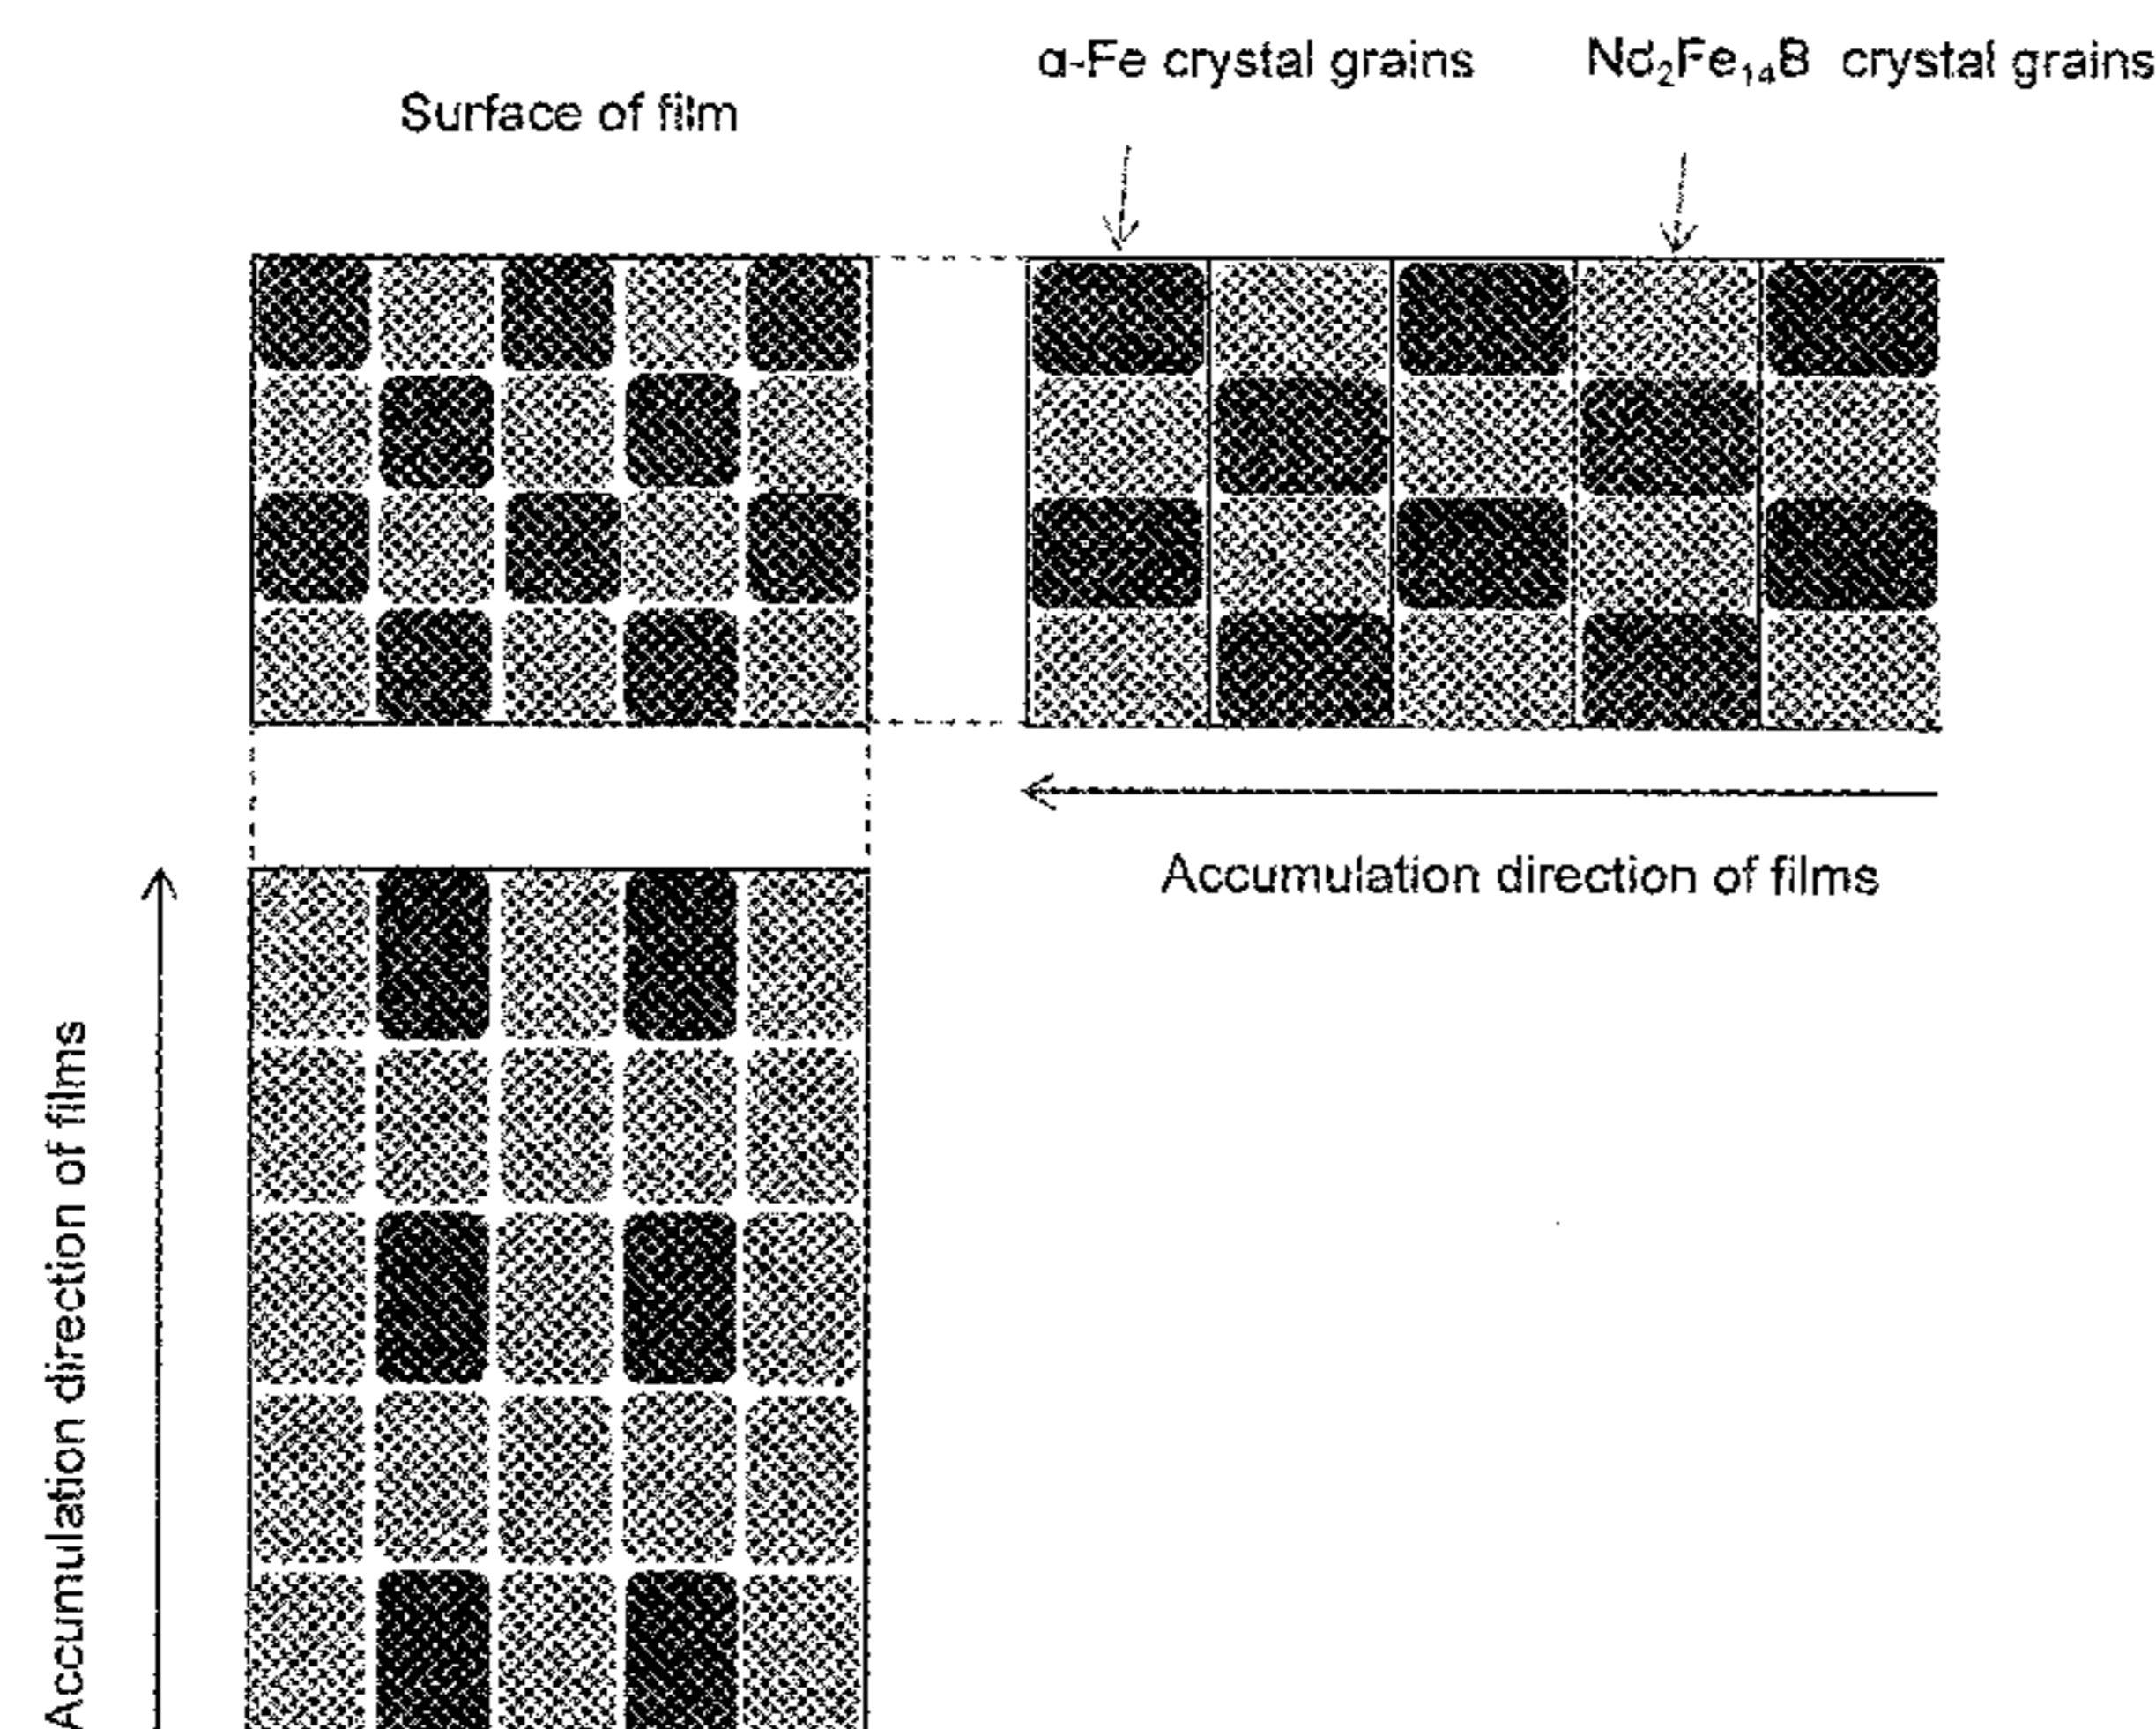 α-Fe crystal grains
Nd₂Fe₁₄B crystal grains
Surface of film
Accumulation direction of films
Accumulation direction of films